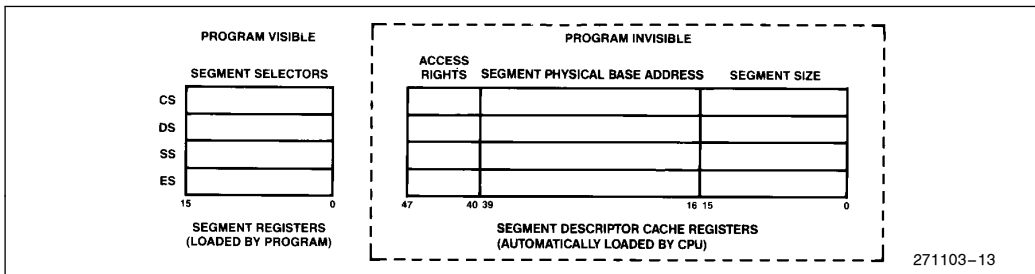 PROGRAM VISIBLE
PROGRAM INVISIBLE
SEGMENT SELECTORS
ACCESS
RIGHTS SEGMENT PHYSICAL BASE ADDRESS SEGMENT SIZE
CS
DS
SS
ES
15 0
47 40 39 16 15 0
SEGMENT REGISTERS
(LOADED BY PROGRAM)
SEGMENT DESCRIPTOR CACHE REGISTERS
(AUTOMATICALLY LOADED BY CPU)
271103–13